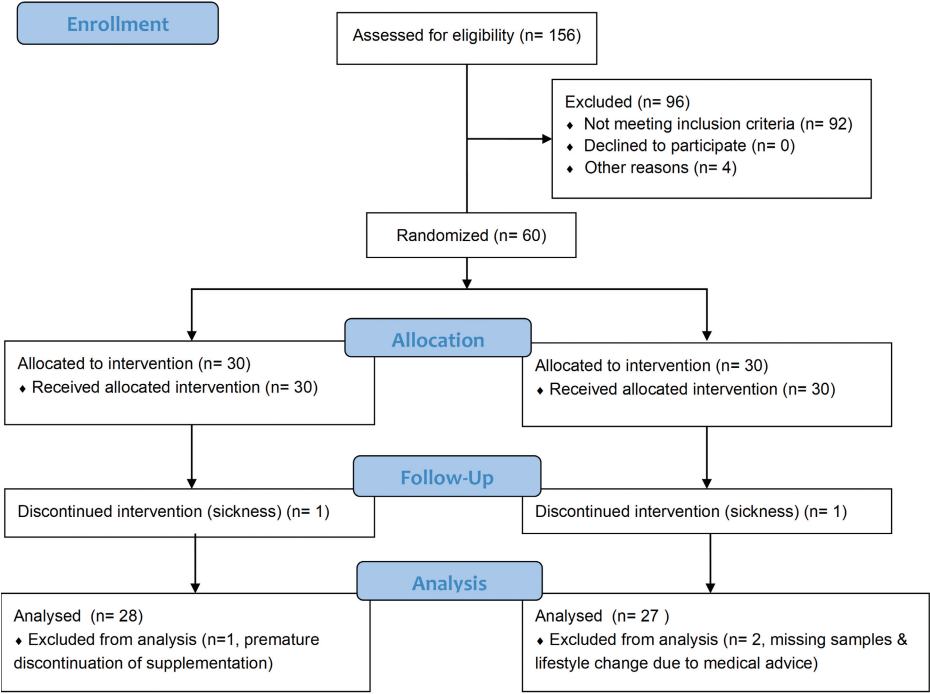 Enrollment
Assessed for eligibility (n= 156)
Excluded (n= 96)
♦ Not meeting inclusion criteria (n= 92)
♦ Declined to participate (n= 0)
♦ Other reasons (n= 4)
Randomized (n= 60)
Allocation
Allocated to intervention (n= 30)
♦ Received allocated intervention (n= 30)
Allocated to intervention (n= 30)
♦ Received allocated intervention (n= 30)
Follow-Up
Discontinued intervention (sickness) (n= 1)
Discontinued intervention (sickness) (n= 1)
Analysis
Analysed (n= 28)
♦ Excluded from analysis (n=1, premature
discontinuation of supplementation)
Analysed (n= 27 )
♦ Excluded from analysis (n= 2, missing samples &
lifestyle change due to medical advice)